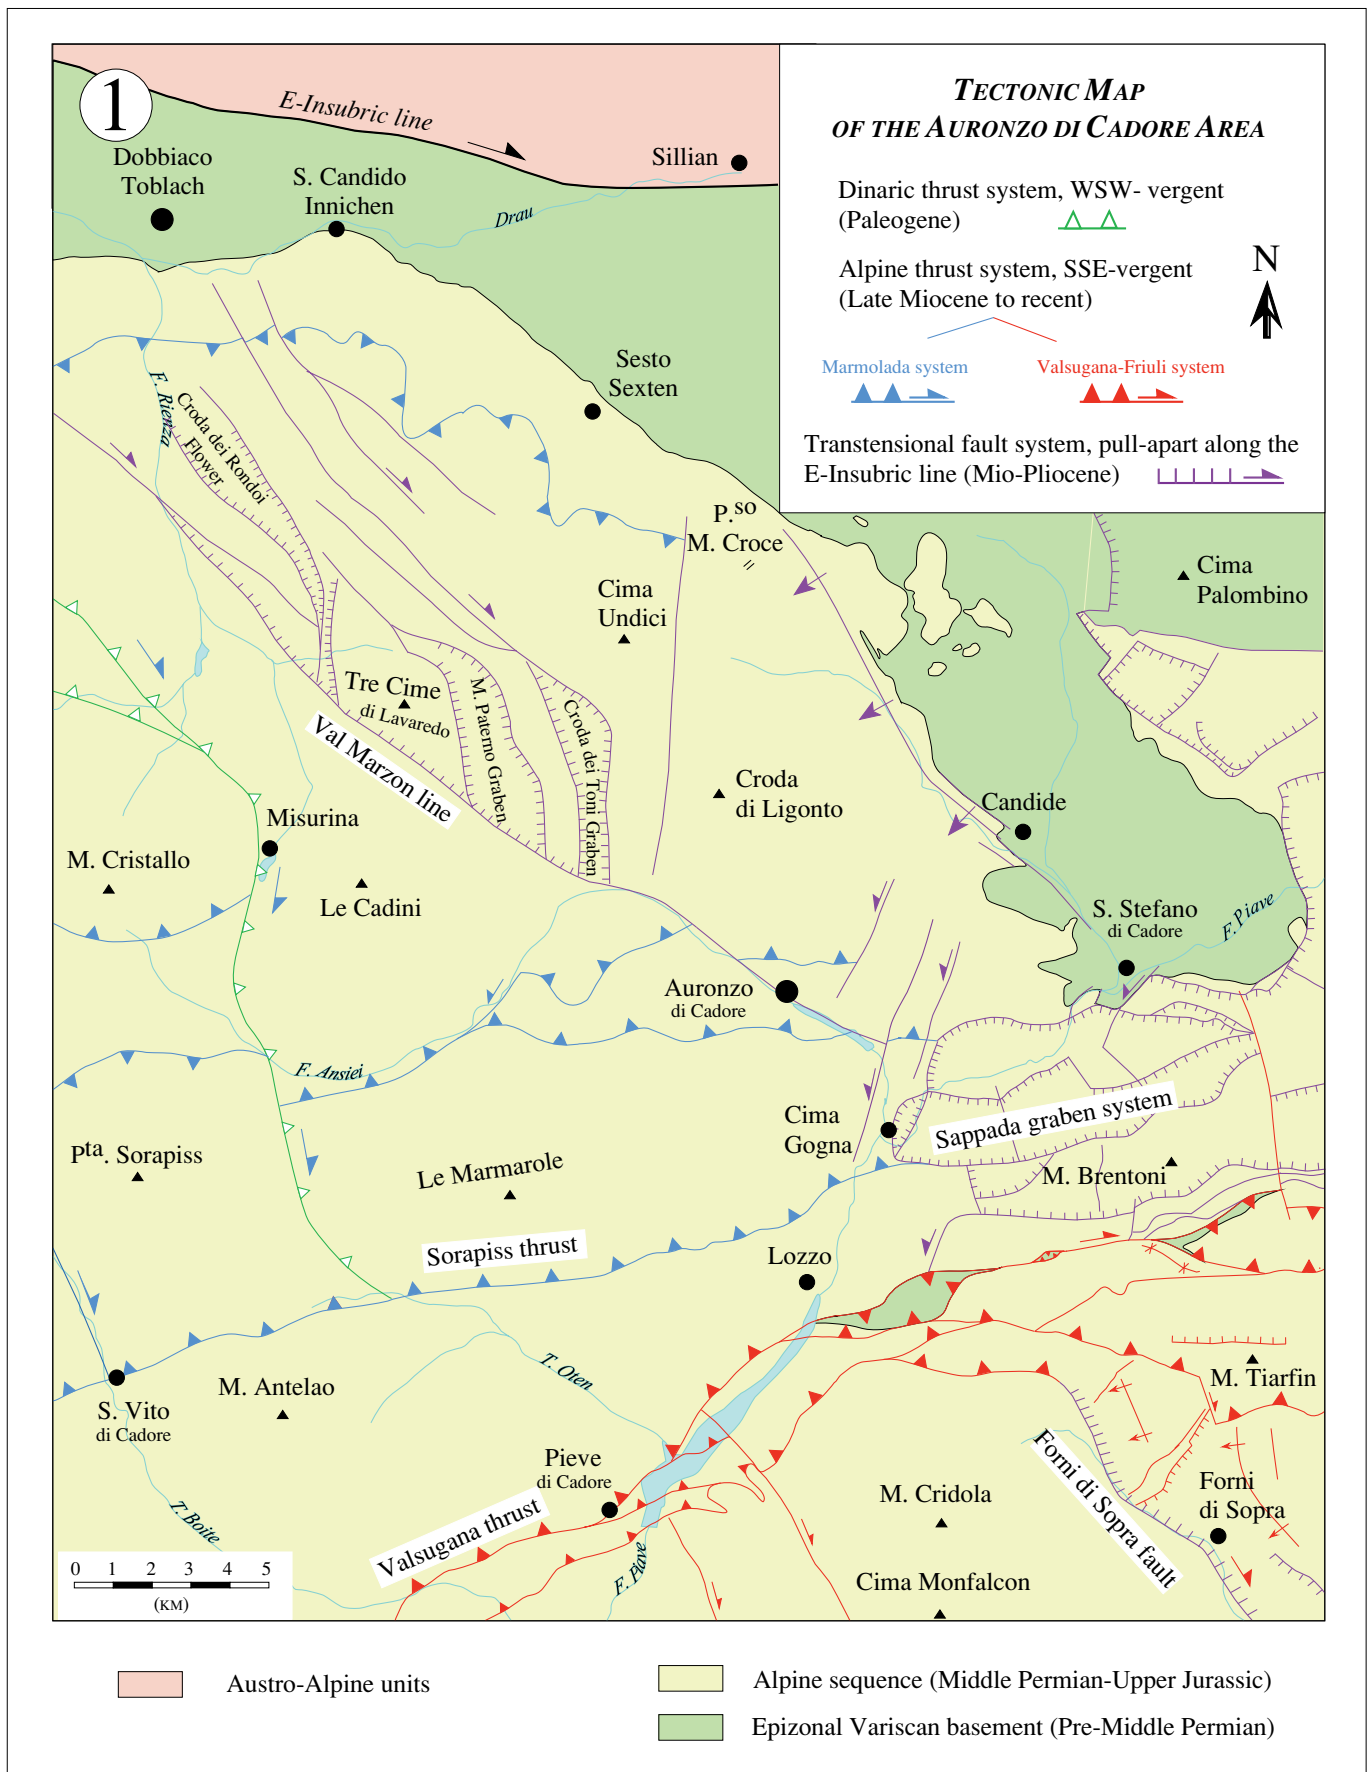 1
E-Insubric line
TECTONIC MAP
OF THE AURONZO DI CADORE AREA
Dinaric thrust system, WSW- vergent
(Paleogene)
Alpine thrust system, SSE-vergent
(Late Miocene to recent)
N
Marmolada system
Valsugana-Friuli system
Transtensional fault system, pull-apart along the
E-Insubric line (Mio-Pliocene)
Dobbiaco
Toblach
S. Candido
Innichen
Sillian
Drau
Sesto
Sexten
F. Rienza
Croda dei Rondoi
Flower
P.so
M. Croce
Cima
Undici
Cima
Palombino
Tre Cime
di Lavaredo
M. Paterno Graben
Croda dei Toni Graben
Val Marzon line
Croda
di Ligonto
Candide
Misurina
M. Cristallo
Le Cadini
S. Stefano
di Cadore
F. Piave
Auronzo
di Cadore
F. Ansiei
Cima
Gogna
Sappada graben system
Pta. Sorapiss
Le Marmarole
M. Brentoni
Sorapiss thrust
Lozzo
T. Oten
M. Antelao
M. Tiarfin
S. Vito
di Cadore
Pieve
di Cadore
Forni di Sopra fault
Forni
di Sopra
M. Cridola
T. Boite
Valsugana thrust
F. Piave
Cima Monfalcon
0 1 2 3 4 5
(KM)
Austro-Alpine units
Alpine sequence (Middle Permian-Upper Jurassic)
Epizonal Variscan basement (Pre-Middle Permian)